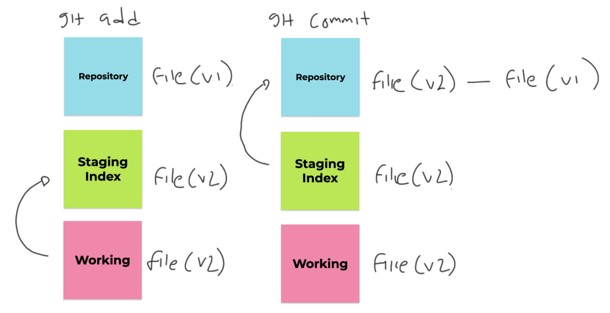 git add
Repository file(v1)
Staging Index file(v2)
Working file(v2)
git commit
Repository file(v2) — file(v1)
Staging Index file(v2)
Working file(v2)